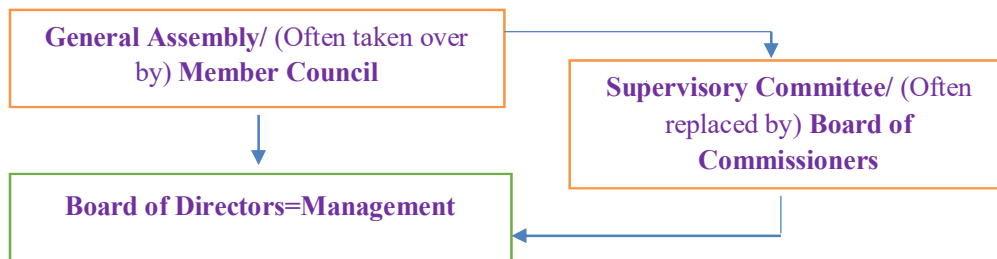 General Assembly/ (Often taken over
by) Member Council
Supervisory Committee/ (Often
replaced by) Board of
Commissioners
Board of Directors=Management